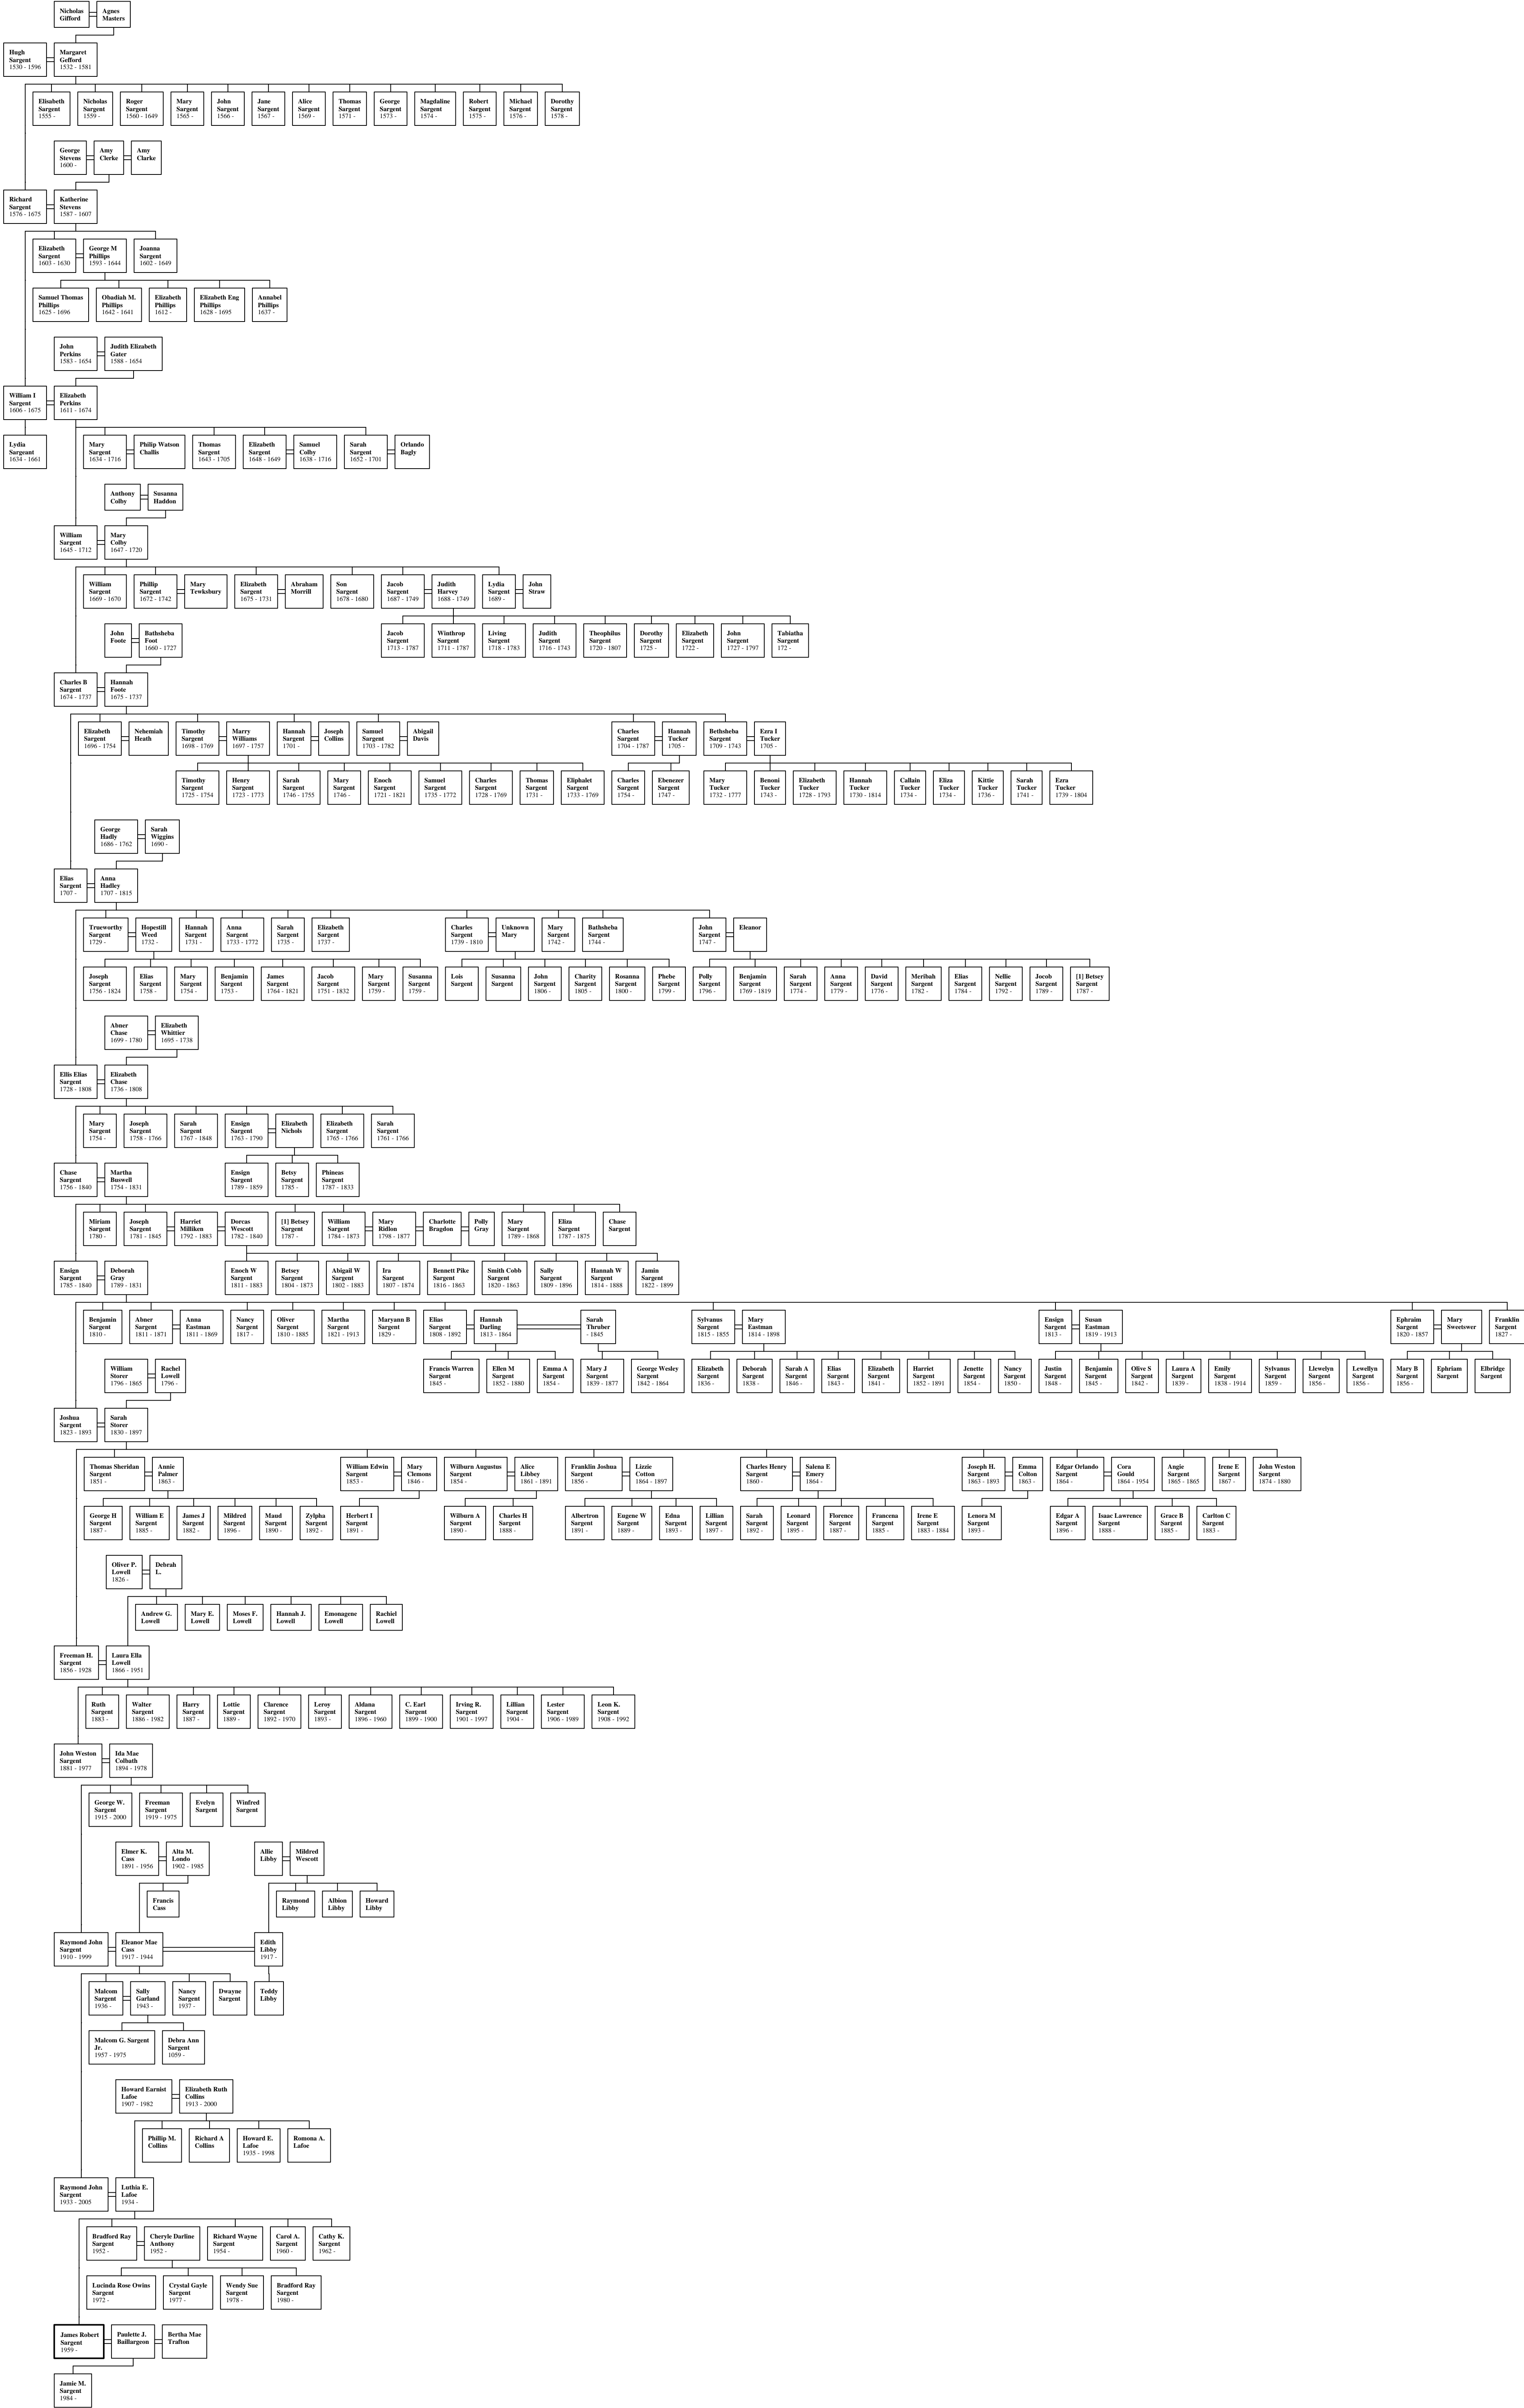 Nicholas
Gifford
Agnes
Masters
Hugh
Sargent
1530 - 1596
Margaret
Gefford
1532 - 1581
Elisabeth
Sargent
1555 -
Nicholas
Sargent
1559 -
Roger
Sargent
1560 - 1649
Mary
Sargent
1565 -
John
Sargent
1566 -
Jane
Sargent
1567 -
Alice
Sargent
1569 -
Thomas
Sargent
1571 -
George
Sargent
1573 -
Magdaline
Sargent
1574 -
Robert
Sargent
1575 -
Michael
Sargent
1576 -
Dorothy
Sargent
1578 -
George
Stevens
1600 -
Amy
Clerke
Amy
Clarke
Richard
Sargent
1576 - 1675
Katherine
Stevens
1587 - 1607
Elizabeth
Sargent
1603 - 1630
George M
Phillips
1593 - 1644
Joanna
Sargent
1602 - 1649
Samuel Thomas
Phillips
1625 - 1696
Obadiah M.
Phillips
1642 - 1641
Elizabeth
Phillips
1612 -
Elizabeth Eng
Phillips
1628 - 1695
Annabel
Phillips
1637 -
John
Perkins
1583 - 1654
Judith Elizabeth
Gater
1588 - 1654
William I
Sargent
1606 - 1675
Elizabeth
Perkins
1611 - 1674
Lydia
Sargeant
1634 - 1661
Mary
Sargent
1634 - 1716
Philip Watson
Challis
Thomas
Sargent
1643 - 1705
Elizabeth
Sargent
1648 - 1649
Samuel
Colby
1638 - 1716
Sarah
Sargent
1652 - 1701
Orlando
Bagly
Anthony
Colby
Susanna
Haddon
William
Sargent
1645 - 1712
Mary
Colby
1647 - 1720
William
Sargent
1669 - 1670
Phillip
Sargent
1672 - 1742
Mary
Tewksbury
Elizabeth
Sargent
1675 - 1731
Abraham
Morrill
Son
Sargent
1678 - 1680
Jacob
Sargent
1687 - 1749
Judith
Harvey
1688 - 1749
Lydia
Sargent
1689 -
John
Straw
John
Foote
Bathsheba
Foot
1660 - 1727
Jacob
Sargent
1713 - 1787
Winthrop
Sargent
1711 - 1787
Living
Sargent
1718 - 1783
Judith
Sargent
1716 - 1743
Theophilus
Sargent
1720 - 1807
Dorothy
Sargent
1725 -
Elizabeth
Sargent
1722 -
John
Sargent
1727 - 1797
Tabiatha
Sargent
172 -
Charles B
Sargent
1674 - 1737
Hannah
Foote
1675 - 1737
Elizabeth
Sargent
1696 - 1754
Nehemiah
Heath
Timothy
Sargent
1698 - 1769
Marry
Williams
1697 - 1757
Hannah
Sargent
1701 -
Joseph
Collins
Samuel
Sargent
1703 - 1782
Abigail
Davis
Charles
Sargent
1704 - 1787
Hannah
Tucker
1705 -
Bethsheba
Sargent
1709 - 1743
Ezra I
Tucker
1705 -
Timothy
Sargent
1725 - 1754
Henry
Sargent
1723 - 1773
Sarah
Sargent
1746 - 1755
Mary
Sargent
1746 -
Enoch
Sargent
1721 - 1821
Samuel
Sargent
1735 - 1772
Charles
Sargent
1728 - 1769
Thomas
Sargent
1731 -
Eliphalet
Sargent
1733 - 1769
Charles
Sargent
1754 -
Ebenezer
Sargent
1747 -
Mary
Tucker
1732 - 1777
Benoni
Tucker
1743 -
Elizabeth
Tucker
1728 - 1793
Hannah
Tucker
1730 - 1814
Callain
Tucker
1734 -
Eliza
Tucker
1734 -
Kittie
Tucker
1736 -
Sarah
Tucker
1741 -
Ezra
Tucker
1739 - 1804
George
Hadly
1686 - 1762
Sarah
Wiggins
1690 -
Elias
Sargent
1707 -
Anna
Hadley
1707 - 1815
Trueworthy
Sargent
1729 -
Hopestill
Weed
1732 -
Hannah
Sargent
1731 -
Anna
Sargent
1733 - 1772
Sarah
Sargent
1735 -
Elizabeth
Sargent
1737 -
Charles
Sargent
1739 - 1810
Unknown
Mary
Mary
Sargent
1742 -
Bathsheba
Sargent
1744 -
John
Sargent
1747 -
Eleanor
Joseph
Sargent
1756 - 1824
Elias
Sargent
1758 -
Mary
Sargent
1754 -
Benjamin
Sargent
1753 -
James
Sargent
1764 - 1821
Jacob
Sargent
1751 - 1832
Mary
Sargent
1759 -
Susanna
Sargent
1759 -
Lois
Sargent
Susanna
Sargent
John
Sargent
1806 -
Charity
Sargent
1805 -
Rosanna
Sargent
1800 -
Phebe
Sargent
1799 -
Polly
Sargent
1796 -
Benjamin
Sargent
1769 - 1819
Sarah
Sargent
1774 -
Anna
Sargent
1779 -
David
Sargent
1776 -
Meribah
Sargent
1782 -
Elias
Sargent
1784 -
Nellie
Sargent
1792 -
Jocob
Sargent
1789 -
[1] Betsey
Sargent
1787 -
Abner
Chase
1699 - 1780
Elizabeth
Whittier
1695 - 1738
Ellis Elias
Sargent
1728 - 1808
Elizabeth
Chase
1736 - 1808
Mary
Sargent
1754 -
Joseph
Sargent
1758 - 1766
Sarah
Sargent
1767 - 1848
Ensign
Sargent
1763 - 1790
Elizabeth
Nichols
Elizabeth
Sargent
1765 - 1766
Sarah
Sargent
1761 - 1766
Chase
Sargent
1756 - 1840
Martha
Buswell
1754 - 1831
Ensign
Sargent
1789 - 1859
Betsy
Sargent
1785 -
Phineas
Sargent
1787 - 1833
Miriam
Sargent
1780 -
Joseph
Sargent
1781 - 1845
Harriet
Milliken
1792 - 1883
Dorcas
Wescott
1782 - 1840
[1] Betsey
Sargent
1787 -
William
Sargent
1784 - 1873
Mary
Ridlon
1798 - 1877
Charlotte
Bragdon
Polly
Gray
Mary
Sargent
1789 - 1868
Eliza
Sargent
1787 - 1875
Chase
Sargent
Ensign
Sargent
1785 - 1840
Deborah
Gray
1789 - 1831
Enoch W
Sargent
1811 - 1883
Betsey
Sargent
1804 - 1873
Abigail W
Sargent
1802 - 1883
Ira
Sargent
1807 - 1874
Bennett Pike
Sargent
1816 - 1863
Smith Cobb
Sargent
1820 - 1863
Sally
Sargent
1809 - 1896
Hannah W
Sargent
1814 - 1888
Jamin
Sargent
1822 - 1899
Benjamin
Sargent
1810 -
Abner
Sargent
1811 - 1871
Anna
Eastman
1811 - 1869
Nancy
Sargent
1817 -
Oliver
Sargent
1810 - 1885
Martha
Sargent
1821 - 1913
Maryann B
Sargent
1829 -
Elias
Sargent
1808 - 1892
Hannah
Darling
1813 - 1864
Sarah
Thruber
- 1845
Sylvanus
Sargent
1815 - 1855
Mary
Eastman
1814 - 1898
Ensign
Sargent
1813 -
Susan
Eastman
1819 - 1913
Ephraim
Sargent
1820 - 1857
Mary
Sweetswer
Franklin
Sargent
1827 -
William
Storer
1796 - 1865
Rachel
Lowell
1796 -
Francis Warren
Sargent
1845 -
Ellen M
Sargent
1852 - 1880
Emma A
Sargent
1854 -
Mary J
Sargent
1839 - 1877
George Wesley
Sargent
1842 - 1864
Elizabeth
Sargent
1836 -
Deborah
Sargent
1838 -
Sarah A
Sargent
1846 -
Elias
Sargent
1843 -
Elizabeth
Sargent
1841 -
Harriet
Sargent
1852 - 1891
Jenette
Sargent
1854 -
Nancy
Sargent
1850 -
Justin
Sargent
1848 -
Benjamin
Sargent
1845 -
Olive S
Sargent
1842 -
Laura A
Sargent
1839 -
Emily
Sargent
1838 - 1914
Sylvanus
Sargent
1859 -
Llewelyn
Sargent
1856 -
Lewellyn
Sargent
1856 -
Mary B
Sargent
1856 -
Ephriam
Sargent
Elbridge
Sargent
Joshua
Sargent
1823 - 1893
Sarah
Storer
1830 - 1897
Thomas Sheridan
Sargent
1851 -
Annie
Palmer
1863 -
William Edwin
Sargent
1853 -
Mary
Clemons
1846 -
Wilburn Augustus
Sargent
1854 -
Alice
Libbey
1861 - 1891
Franklin Joshua
Sargent
1856 -
Lizzie
Cotton
1864 - 1897
Charles Henry
Sargent
1860 -
Salena E
Emery
1864 -
Joseph H.
Sargent
1863 - 1893
Emma
Colton
1863 -
Edgar Orlando
Sargent
1864 -
Cora
Gould
1864 - 1954
Angie
Sargent
1865 - 1865
Irene E
Sargent
1867 -
John Weston
Sargent
1874 - 1880
George H
Sargent
1887 -
William E
Sargent
1885 -
James J
Sargent
1882 -
Mildred
Sargent
1896 -
Maud
Sargent
1890 -
Zylpha
Sargent
1892 -
Herbert I
Sargent
1891 -
Wilburn A
Sargent
1890 -
Charles H
Sargent
1888 -
Albertron
Sargent
1891 -
Eugene W
Sargent
1889 -
Edna
Sargent
1893 -
Lillian
Sargent
1897 -
Sarah
Sargent
1892 -
Leonard
Sargent
1895 -
Florence
Sargent
1887 -
Francena
Sargent
1885 -
Irene E
Sargent
1883 - 1884
Lenora M
Sargent
1893 -
Edgar A
Sargent
1896 -
Isaac Lawrence
Sargent
1888 -
Grace B
Sargent
1885 -
Carlton C
Sargent
1883 -
Oliver P.
Lowell
1826 -
Debrah
L.
Andrew G.
Lowell
Mary E.
Lowell
Moses F.
Lowell
Hannah J.
Lowell
Emonagene
Lowell
Rachiel
Lowell
Freeman H.
Sargent
1856 - 1928
Laura Ella
Lowell
1866 - 1951
Ruth
Sargent
1883 -
Walter
Sargent
1886 - 1982
Harry
Sargent
1887 -
Lottie
Sargent
1889 -
Clarence
Sargent
1892 - 1970
Leroy
Sargent
1893 -
Aldana
Sargent
1896 - 1960
C. Earl
Sargent
1899 - 1900
Irving R.
Sargent
1901 - 1997
Lillian
Sargent
1904 -
Lester
Sargent
1906 - 1989
Leon K.
Sargent
1908 - 1992
John Weston
Sargent
1881 - 1977
Ida Mae
Colbath
1894 - 1978
George W.
Sargent
1915 - 2000
Freeman
Sargent
1919 - 1975
Evelyn
Sargent
Winfred
Sargent
Elmer K.
Cass
1891 - 1956
Alta M.
Londo
1902 - 1985
Allie
Libby
Mildred
Wescott
Francis
Cass
Raymond
Libby
Albion
Libby
Howard
Libby
Raymond John
Sargent
1910 - 1999
Eleanor Mae
Cass
1917 - 1944
Edith
Libby
1917 -
Malcom
Sargent
1936 -
Sally
Garland
1943 -
Nancy
Sargent
1937 -
Dwayne
Sargent
Teddy
Libby
Malcom G. Sargent
Jr.
1957 - 1975
Debra Ann
Sargent
1059 -
Howard Earnist
Lafoe
1907 - 1982
Elizabeth Ruth
Collins
1913 - 2000
Phillip M.
Collins
Richard A
Collins
Howard E.
Lafoe
1935 - 1998
Romona A.
Lafoe
Raymond John
Sargent
1933 - 2005
Luthia E.
Lafoe
1934 -
Bradford Ray
Sargent
1952 -
Cheryle Darline
Anthony
1952 -
Richard Wayne
Sargent
1954 -
Carol A.
Sargent
1960 -
Cathy K.
Sargent
1962 -
Lucinda Rose Owins
Sargent
1972 -
Crystal Gayle
Sargent
1977 -
Wendy Sue
Sargent
1978 -
Bradford Ray
Sargent
1980 -
James Robert
Sargent
1959 -
Paulette J.
Baillargeon
Bertha Mae
Trafton
Jamie M.
Sargent
1984 -